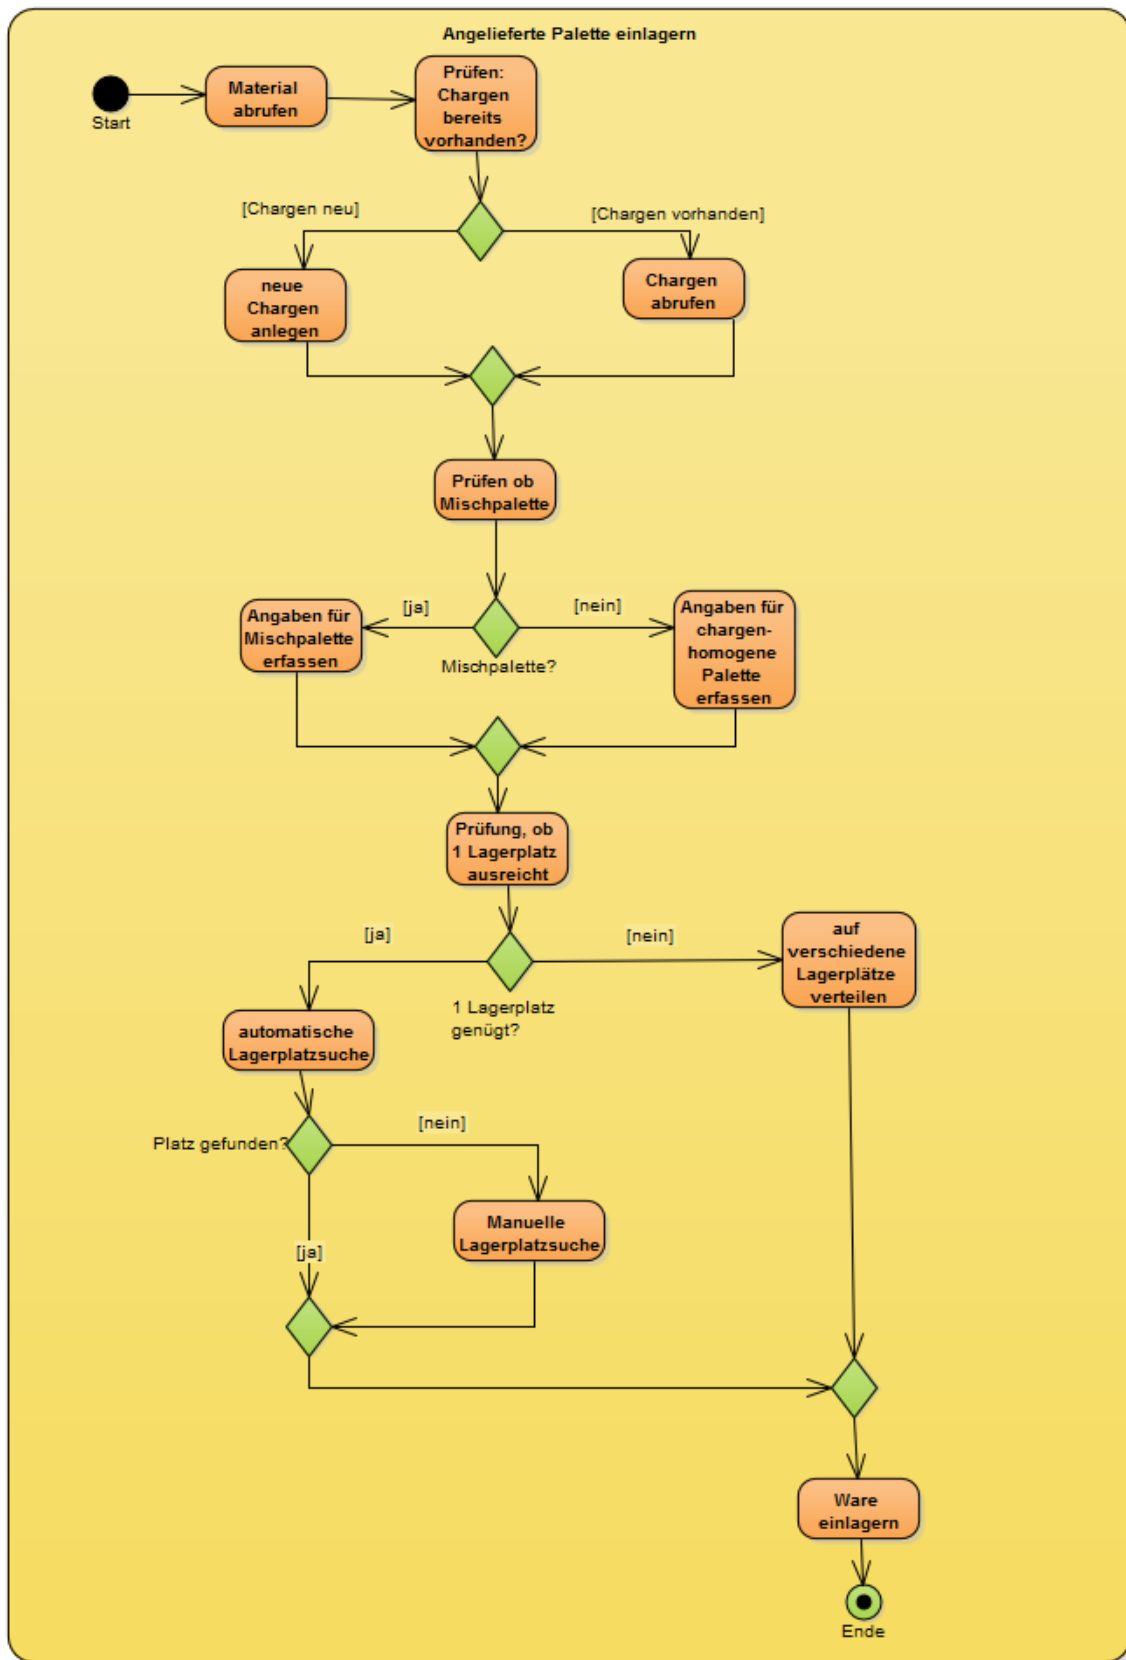 Angelieferte Palette einlagern
Start
Material
abrufen
Prüfen:
Chargen
bereits
vorhanden?
[Chargen neu]
[Chargen vorhanden]
neue
Chargen
anlegen
Chargen
abrufen
Prüfen ob
Mischpalette
[ja]
[nein]
Mischpalette?
Angaben für
Mischpalette
erfassen
Angaben für
chargen-
homogene
Palette
erfassen
Prüfung, ob
1 Lagerplatz
ausreicht
[ja]
[nein]
1 Lagerplatz
genügt?
auf
verschiedene
Lagerplätze
verteilen
automatische
Lagerplatzsuche
Platz gefunden?
[nein]
Manuelle
Lagerplatzsuche
[ja]
Ware
einlagern
Ende